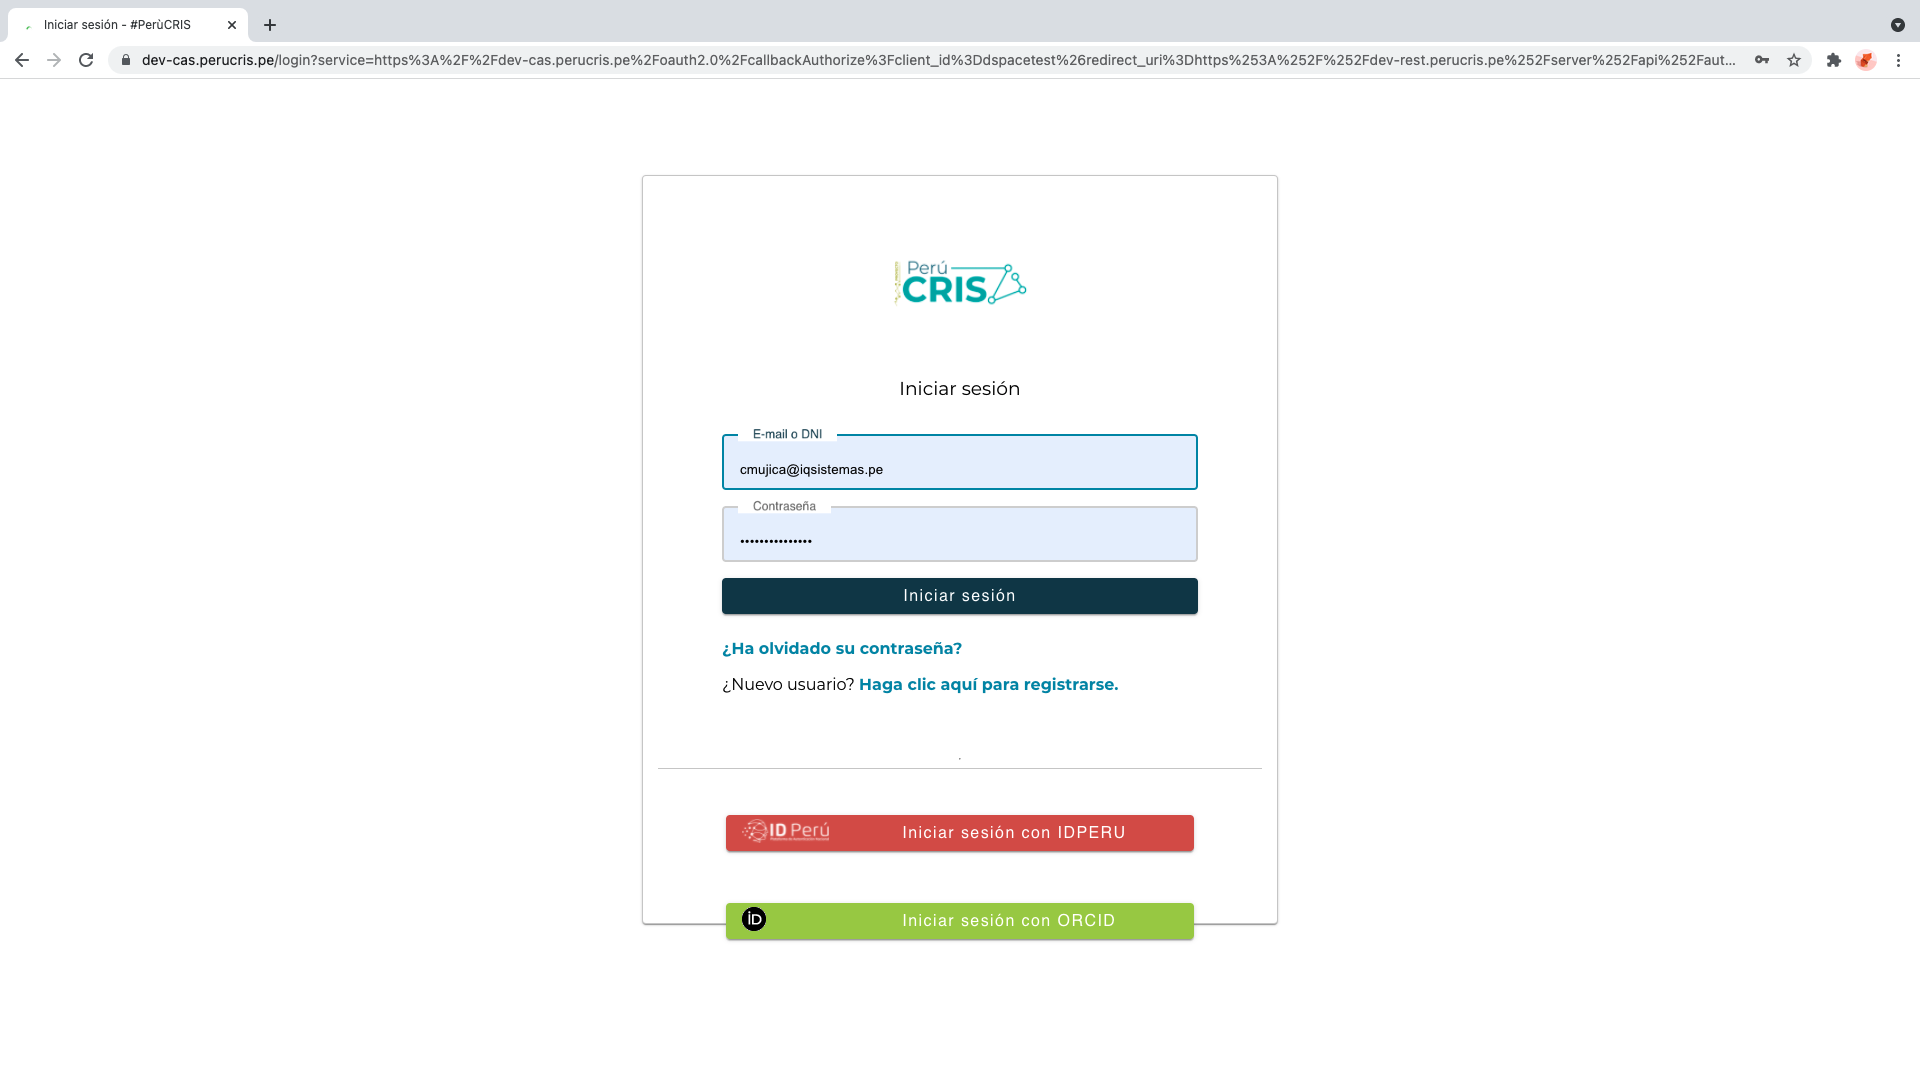 Iniciar sesión - #PerùCRIS
dev-cas.perucris.pe/login?service=https%3A%2F%2Fdev-cas.perucris.pe%2Foauth2.0%2FcallbackAuthorize%3Fclient_id%3Ddspacetest%26redirect_uri%3Dhttps%253A%252F%252Fdev-rest.perucris.pe%252Fserver%252Fapi%252Faut...
Perú
CRIS
Iniciar sesión
E-mail o DNI
cmujica@iqsistemas.pe
Contraseña
•••••••••••••••
Iniciar sesión
¿Ha olvidado su contraseña?
¿Nuevo usuario? Haga clic aquí para registrarse.
.
ID Perú Iniciar sesión con IDPERU
iD Iniciar sesión con ORCID